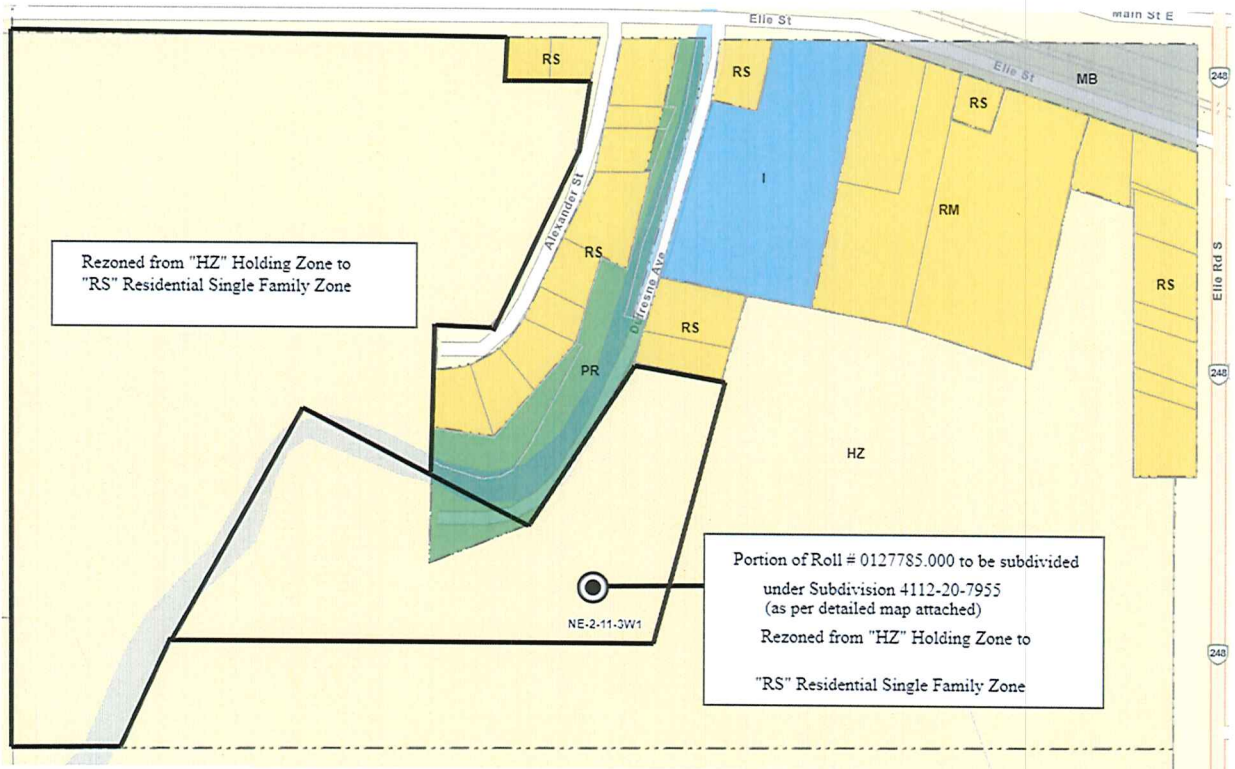 Elie St
Main St E
RS
RS
Elie St
MB
248
RS
I
RM
Alexander St
RS
Elie Rd S
RS
Rezoned from "HZ" Holding Zone to
"RS" Residential Single Family Zone
Dufresne Ave
RS
PR
248
HZ
Portion of Roll # 0127785.000 to be subdivided
under Subdivision 4112-20-7955
(as per detailed map attached)
Rezoned from "HZ" Holding Zone to
"RS" Residential Single Family Zone
NE-2-11-3W1
248